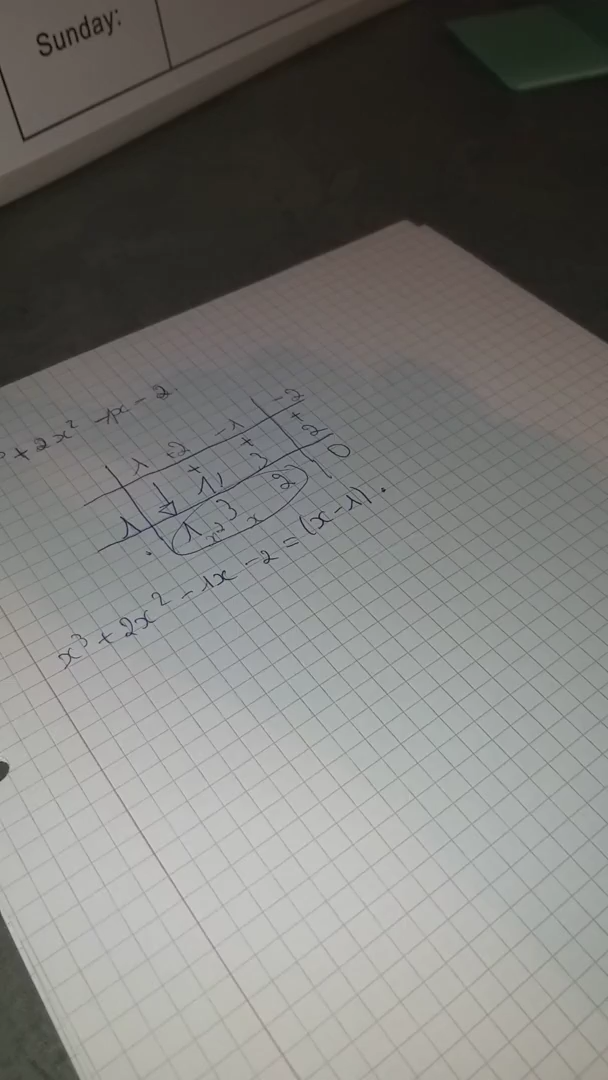 Sunday:
+ 2x² - 1x - 2
1 2 -1 -2
+ + +
1 3 2
1 1 3 2 0
x² x
x³ + 2x² - 1x - 2 = (x - 1) .